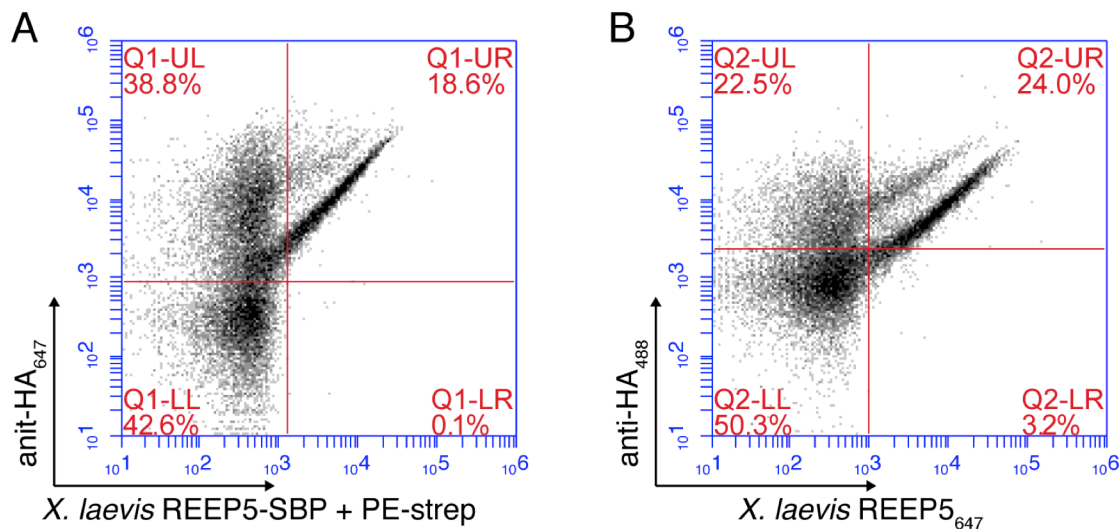 A
B
10^6
Q1-UL
38.8%
Q1-UR
18.6%
10^5
10^4
10^3
10^2
10^1
Q1-LL
42.6%
Q1-LR
0.1%
10^1 10^2 10^3 10^4 10^5 10^6
anit-HA647
X. laevis REEP5-SBP + PE-strep
10^6
Q2-UL
22.5%
Q2-UR
24.0%
10^5
10^4
10^3
10^2
10^1
Q2-LL
50.3%
Q2-LR
3.2%
10^1 10^2 10^3 10^4 10^5 10^6
anti-HA488
X. laevis REEP5647